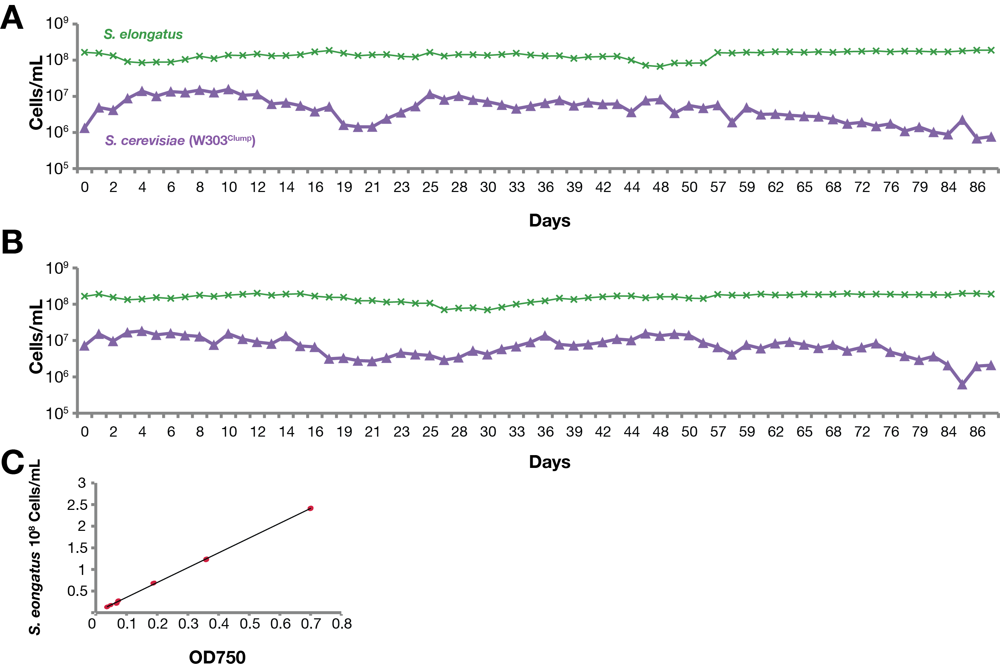 A
10⁹
S. elongatus
10⁸
10⁷
10⁶
10⁵
Cells/mL
S. cerevisiae (W303^Clump)
0 2 4 6 8 10 12 14 16 19 21 23 25 28 30 33 36 39 42 44 48 50 57 59 62 65 68 72 76 79 84 86
Days
B
10⁹
10⁸
10⁷
10⁶
10⁵
Cells/mL
0 2 4 6 8 10 12 14 16 19 21 23 25 28 30 33 36 39 42 44 48 50 57 59 62 65 68 72 76 79 84 86
Days
C
S. eongatus 10⁸ Cells/mL
3
2.5
2
1.5
1
0.5
0 0.1 0.2 0.3 0.4 0.5 0.6 0.7 0.8
OD750